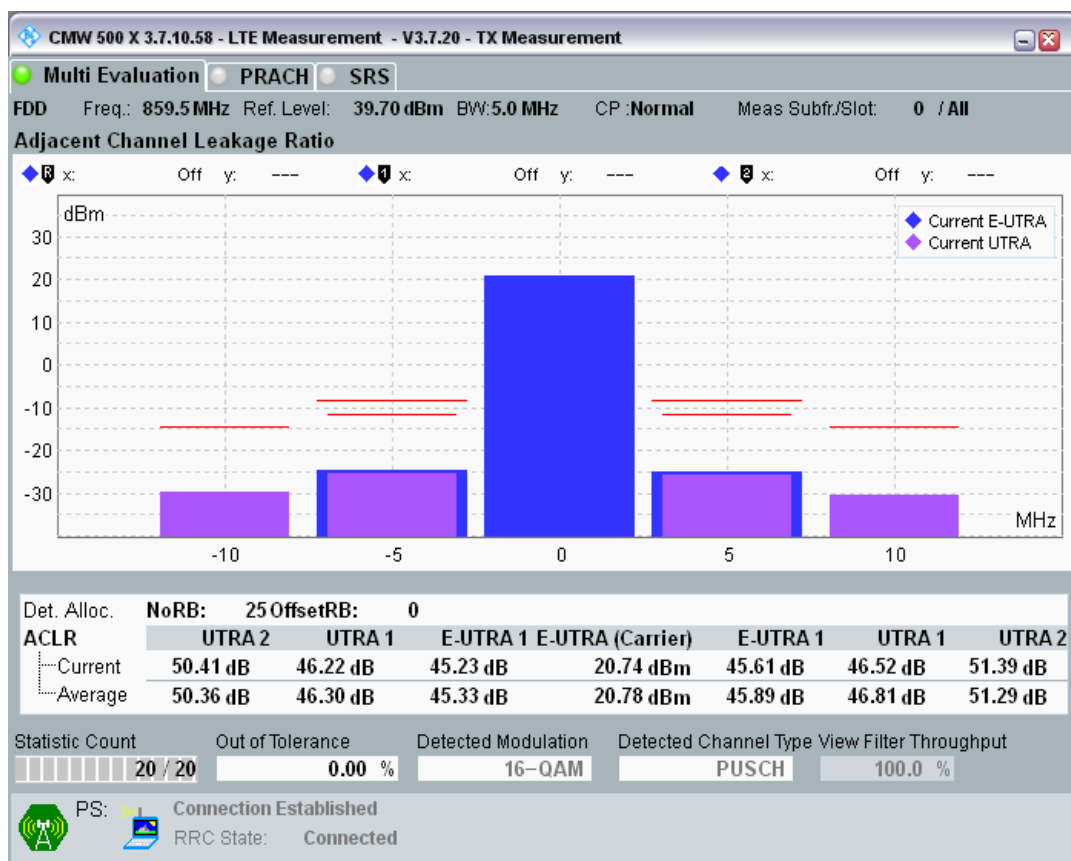 CMW 500 X 3.7.10.58 - LTE Measurement - V3.7.20 - TX Measurement
Multi Evaluation PRACH SRS
FDD Freq.: 859.5 MHz Ref. Level: 39.70 dBm BW:5.0 MHz CP :Normal Meas Subfr./Slot: 0 / All
Adjacent Channel Leakage Ratio
R x: Off y: --- 1 x: Off y: --- 2 x: Off y: ---
dBm
Current E-UTRA
Current UTRA
30
20
10
0
-10
-20
-30
MHz
-10 -5 0 5 10
Det. Alloc. NoRB: 25 OffsetRB: 0
ACLR UTRA 2 UTRA 1 E-UTRA 1 E-UTRA (Carrier) E-UTRA 1 UTRA 1 UTRA 2
Current 50.41 dB 46.22 dB 45.23 dB 20.74 dBm 45.61 dB 46.52 dB 51.39 dB
Average 50.36 dB 46.30 dB 45.33 dB 20.78 dBm 45.89 dB 46.81 dB 51.29 dB
Statistic Count Out of Tolerance Detected Modulation Detected Channel Type View Filter Throughput
20 / 20 0.00 % 16-QAM PUSCH 100.0 %
PS: Connection Established
RRC State: Connected